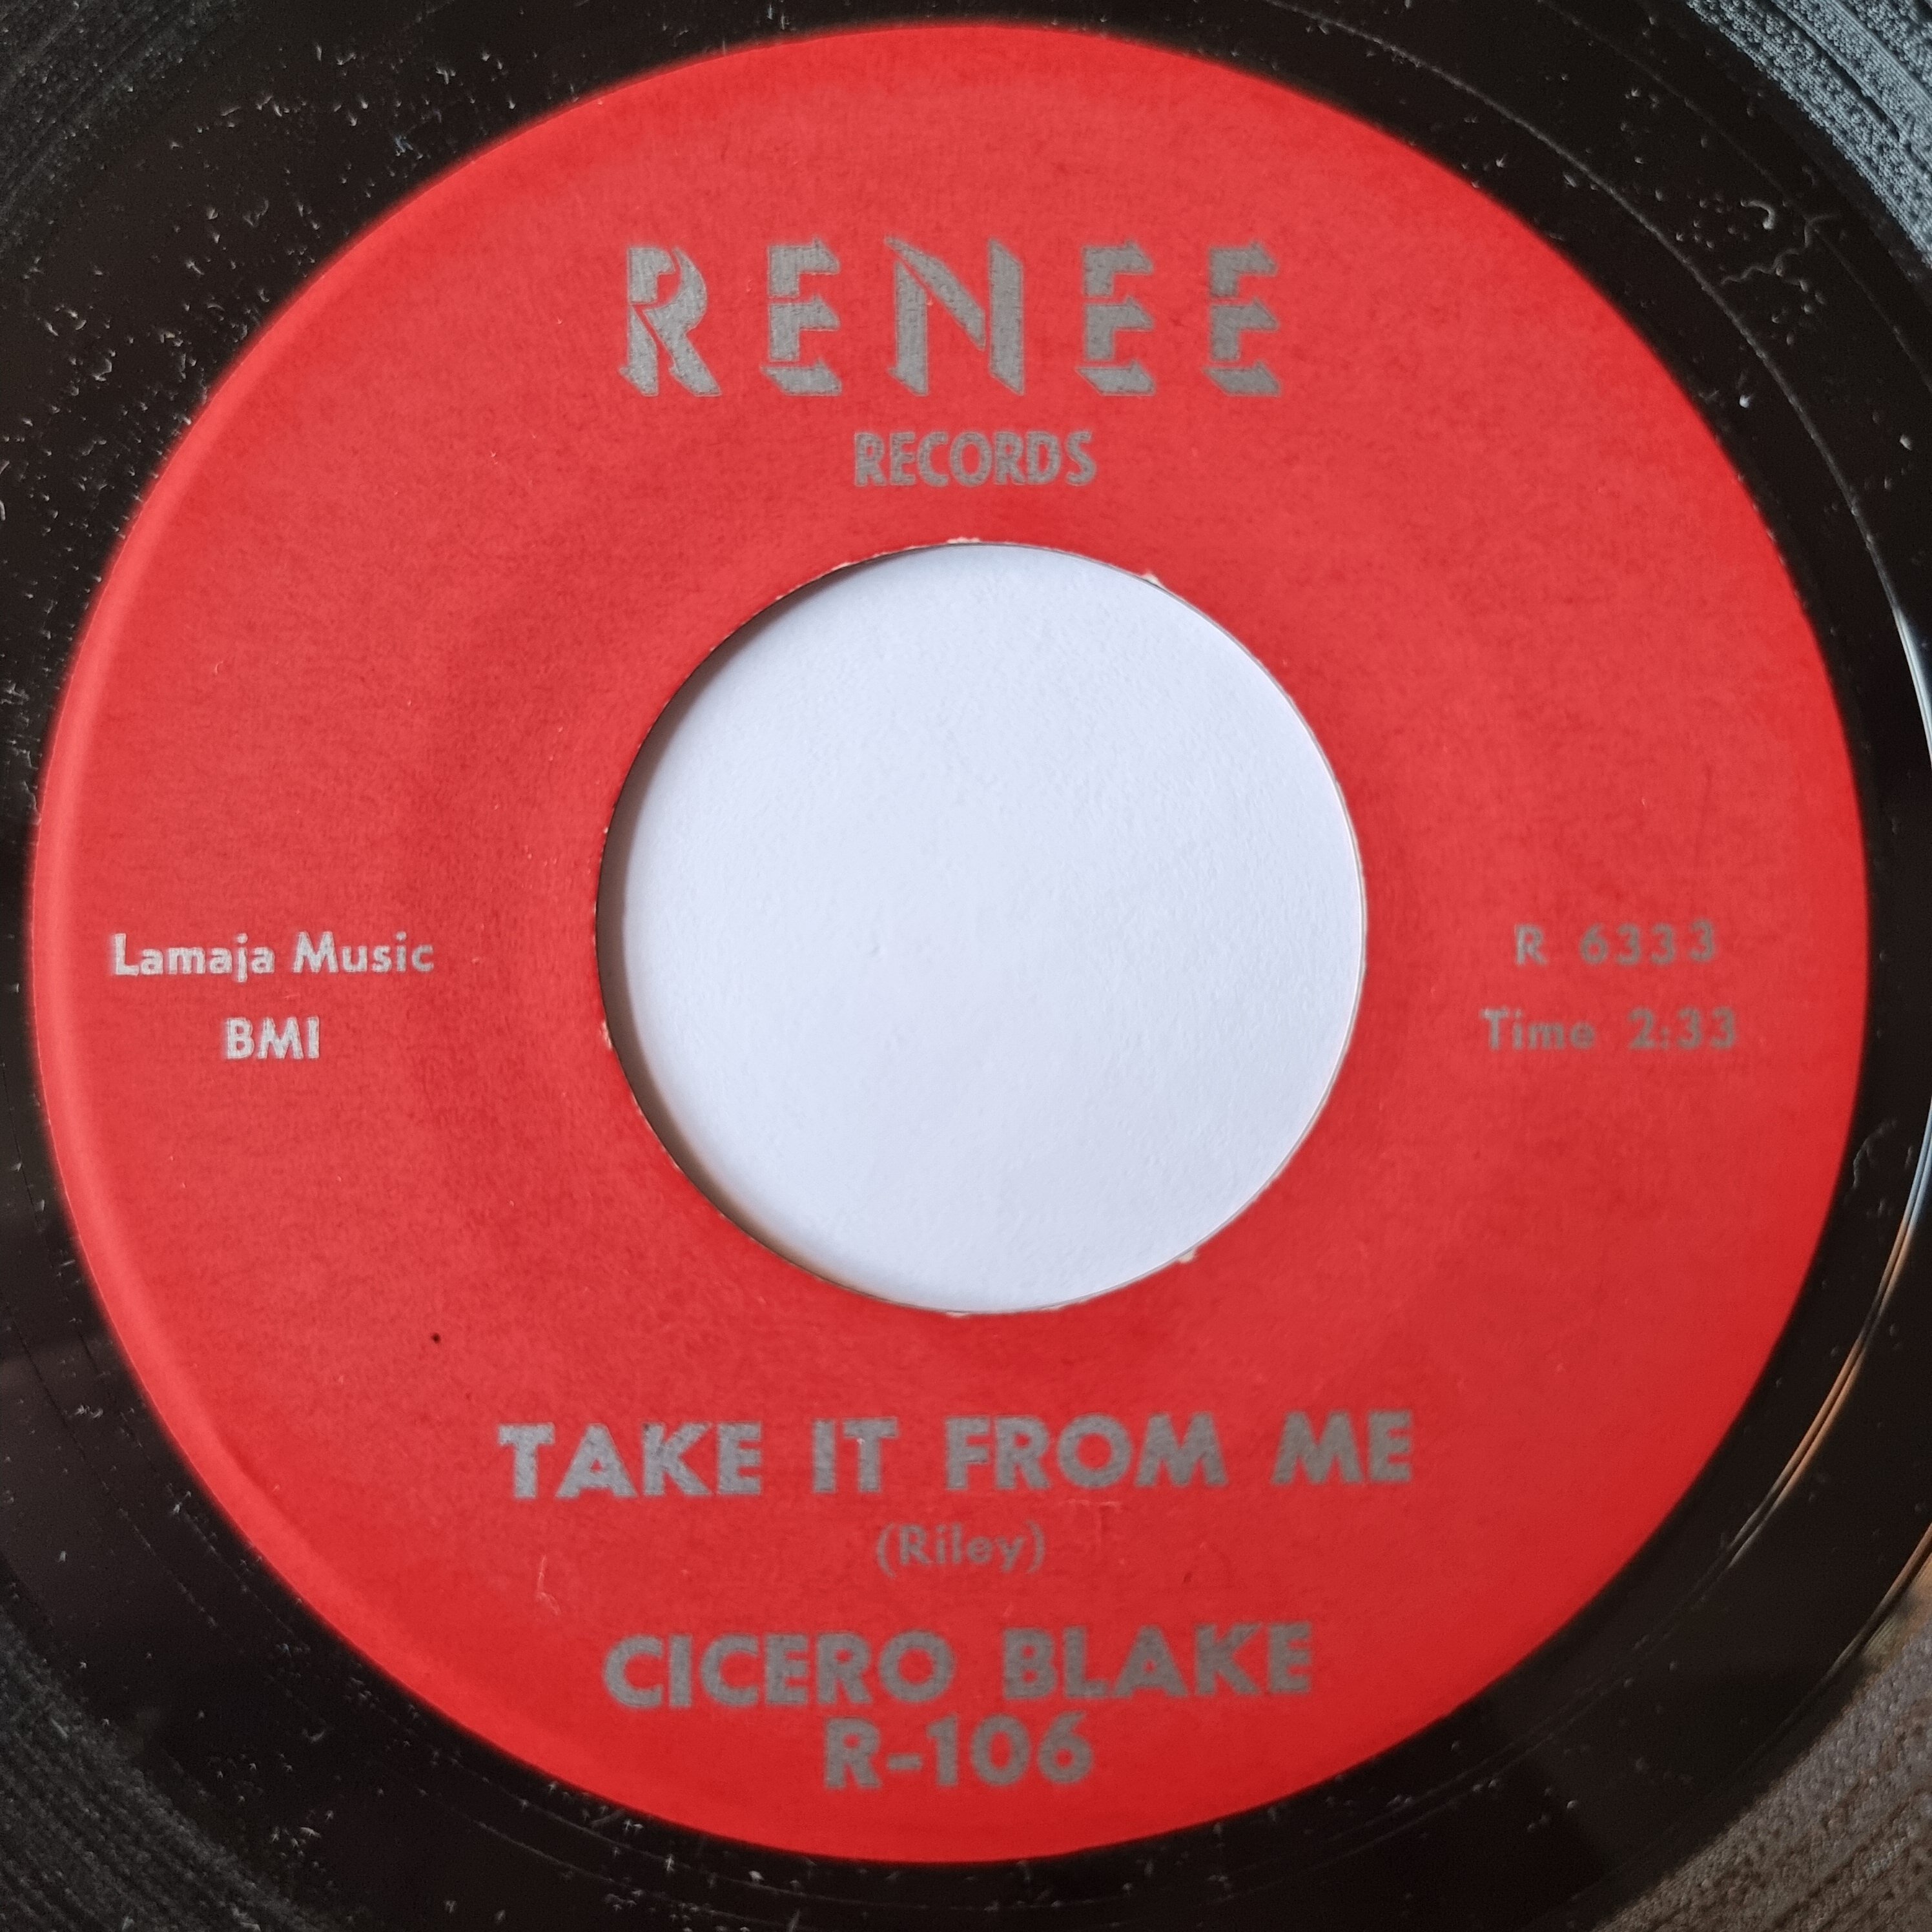 RENEE
RECORDS
Lamaja Music
BMI
R 6333
Time 2:33
TAKE IT FROM ME
(Riley)
CICERO BLAKE
R-106